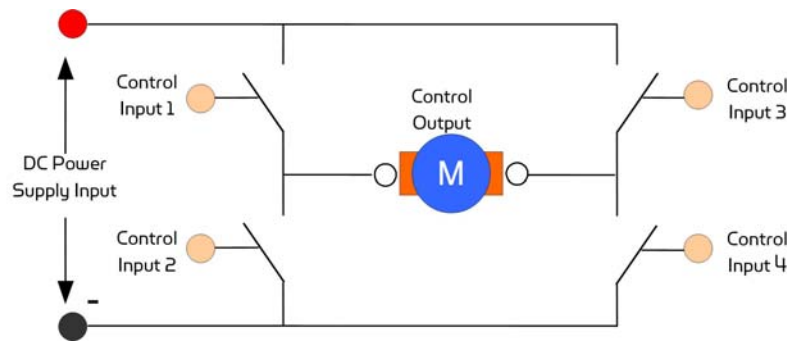 Control
Input 1
Control
Output
Control
Input 3
DC Power
Supply Input
M
Control
Input 2
Control
Input 4
-